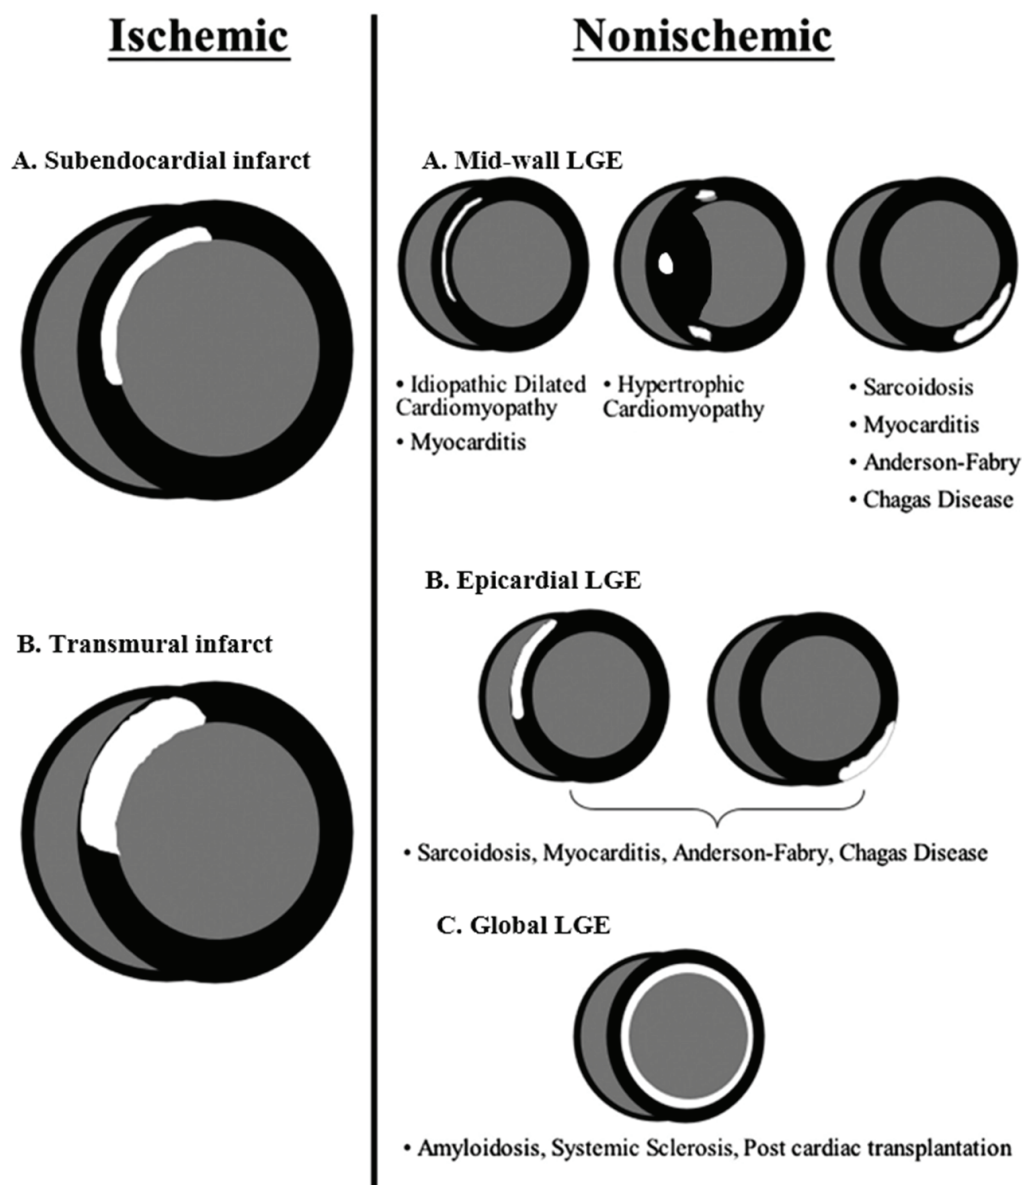 Ischemic
Nonischemic
A. Subendocardial infarct
B. Transmural infarct
A. Mid-wall LGE
• Idiopathic Dilated
Cardiomyopathy
• Myocarditis
• Hypertrophic
Cardiomyopathy
• Sarcoidosis
• Myocarditis
• Anderson-Fabry
• Chagas Disease
B. Epicardial LGE
• Sarcoidosis, Myocarditis, Anderson-Fabry, Chagas Disease
C. Global LGE
• Amyloidosis, Systemic Sclerosis, Post cardiac transplantation